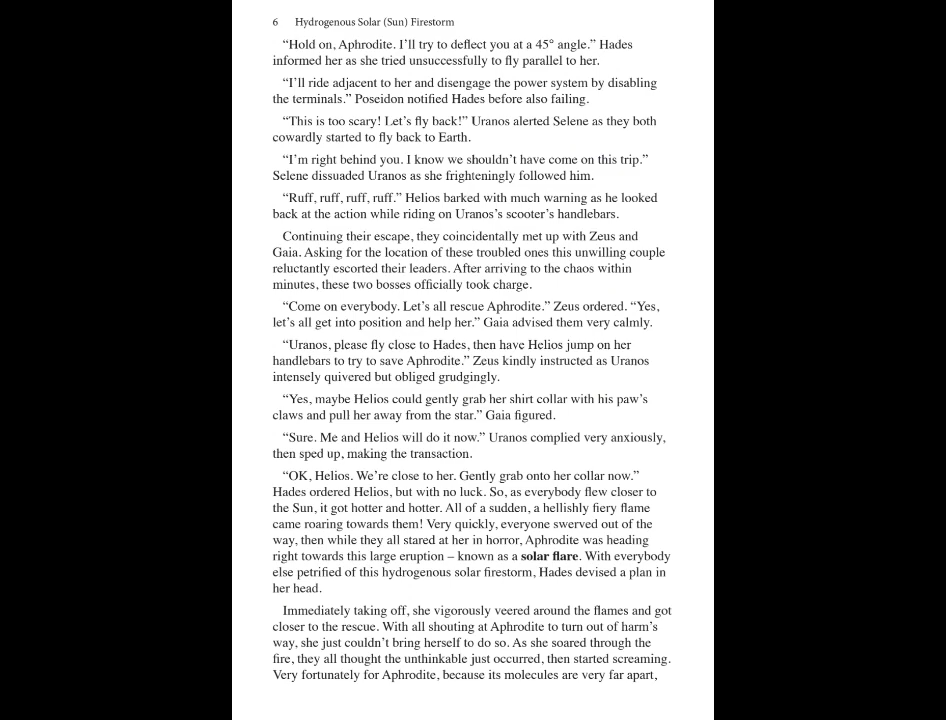 6 Hydrogenous Solar (Sun) Firestorm
“Hold on, Aphrodite. I’ll try to deflect you at a 45° angle.” Hades
informed her as she tried unsuccessfully to fly parallel to her.
“I’ll ride adjacent to her and disengage the power system by disabling
the terminals.” Poseidon notified Hades before also failing.
“This is too scary! Let’s fly back!” Uranos alerted Selene as they both
cowardly started to fly back to Earth.
“I’m right behind you. I know we shouldn’t have come on this trip.”
Selene dissuaded Uranos as she frighteningly followed him.
“Ruff, ruff, ruff, ruff.” Helios barked with much warning as he looked
back at the action while riding on Uranos’s scooter’s handlebars.
Continuing their escape, they coincidentally met up with Zeus and
Gaia. Asking for the location of these troubled ones this unwilling couple
reluctantly escorted their leaders. After arriving to the chaos within
minutes, these two bosses officially took charge.
“Come on everybody. Let’s all rescue Aphrodite.” Zeus ordered. “Yes,
let’s all get into position and help her.” Gaia advised them very calmly.
“Uranos, please fly close to Hades, then have Helios jump on her
handlebars to try to save Aphrodite.” Zeus kindly instructed as Uranos
intensely quivered but obliged grudgingly.
“Yes, maybe Helios could gently grab her shirt collar with his paw’s
claws and pull her away from the star.” Gaia figured.
“Sure. Me and Helios will do it now.” Uranos complied very anxiously,
then sped up, making the transaction.
“OK, Helios. We’re close to her. Gently grab onto her collar now.”
Hades ordered Helios, but with no luck. So, as everybody flew closer to
the Sun, it got hotter and hotter. All of a sudden, a hellishly fiery flame
came roaring towards them! Very quickly, everyone swerved out of the
way, then while they all stared at her in horror, Aphrodite was heading
right towards this large eruption – known as a solar flare. With everybody
else petrified of this hydrogenous solar firestorm, Hades devised a plan in
her head.
Immediately taking off, she vigorously veered around the flames and got
closer to the rescue. With all shouting at Aphrodite to turn out of harm’s
way, she just couldn’t bring herself to do so. As she soared through the
fire, they all thought the unthinkable just occurred, then started screaming.
Very fortunately for Aphrodite, because its molecules are very far apart,